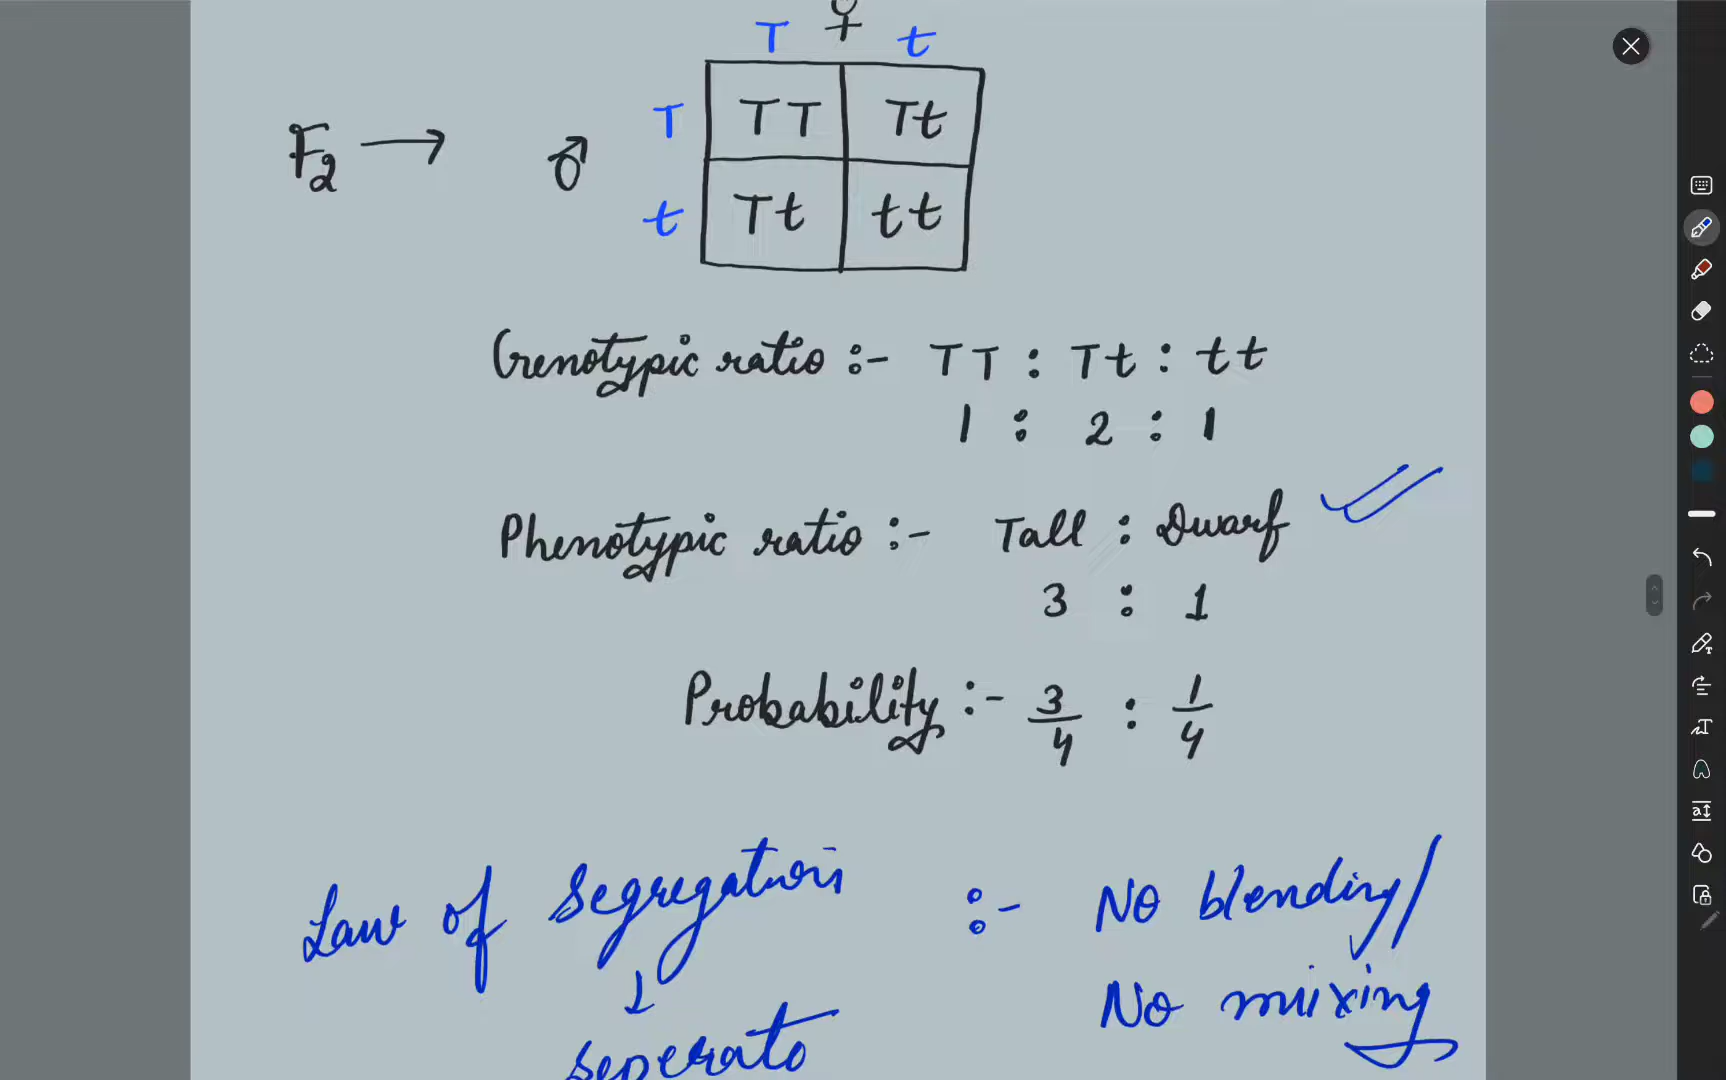 ♀
T t
T TT Tt
F2 → ♂
t Tt tt
Genotypic ratio :- TT : Tt : tt
1 : 2 : 1
Phenotypic ratio :- Tall : Dwarf
3 : 1
Probability :- 3/4 : 1/4
Law of Segregation :- No blending/
↓ No mixing
seperate